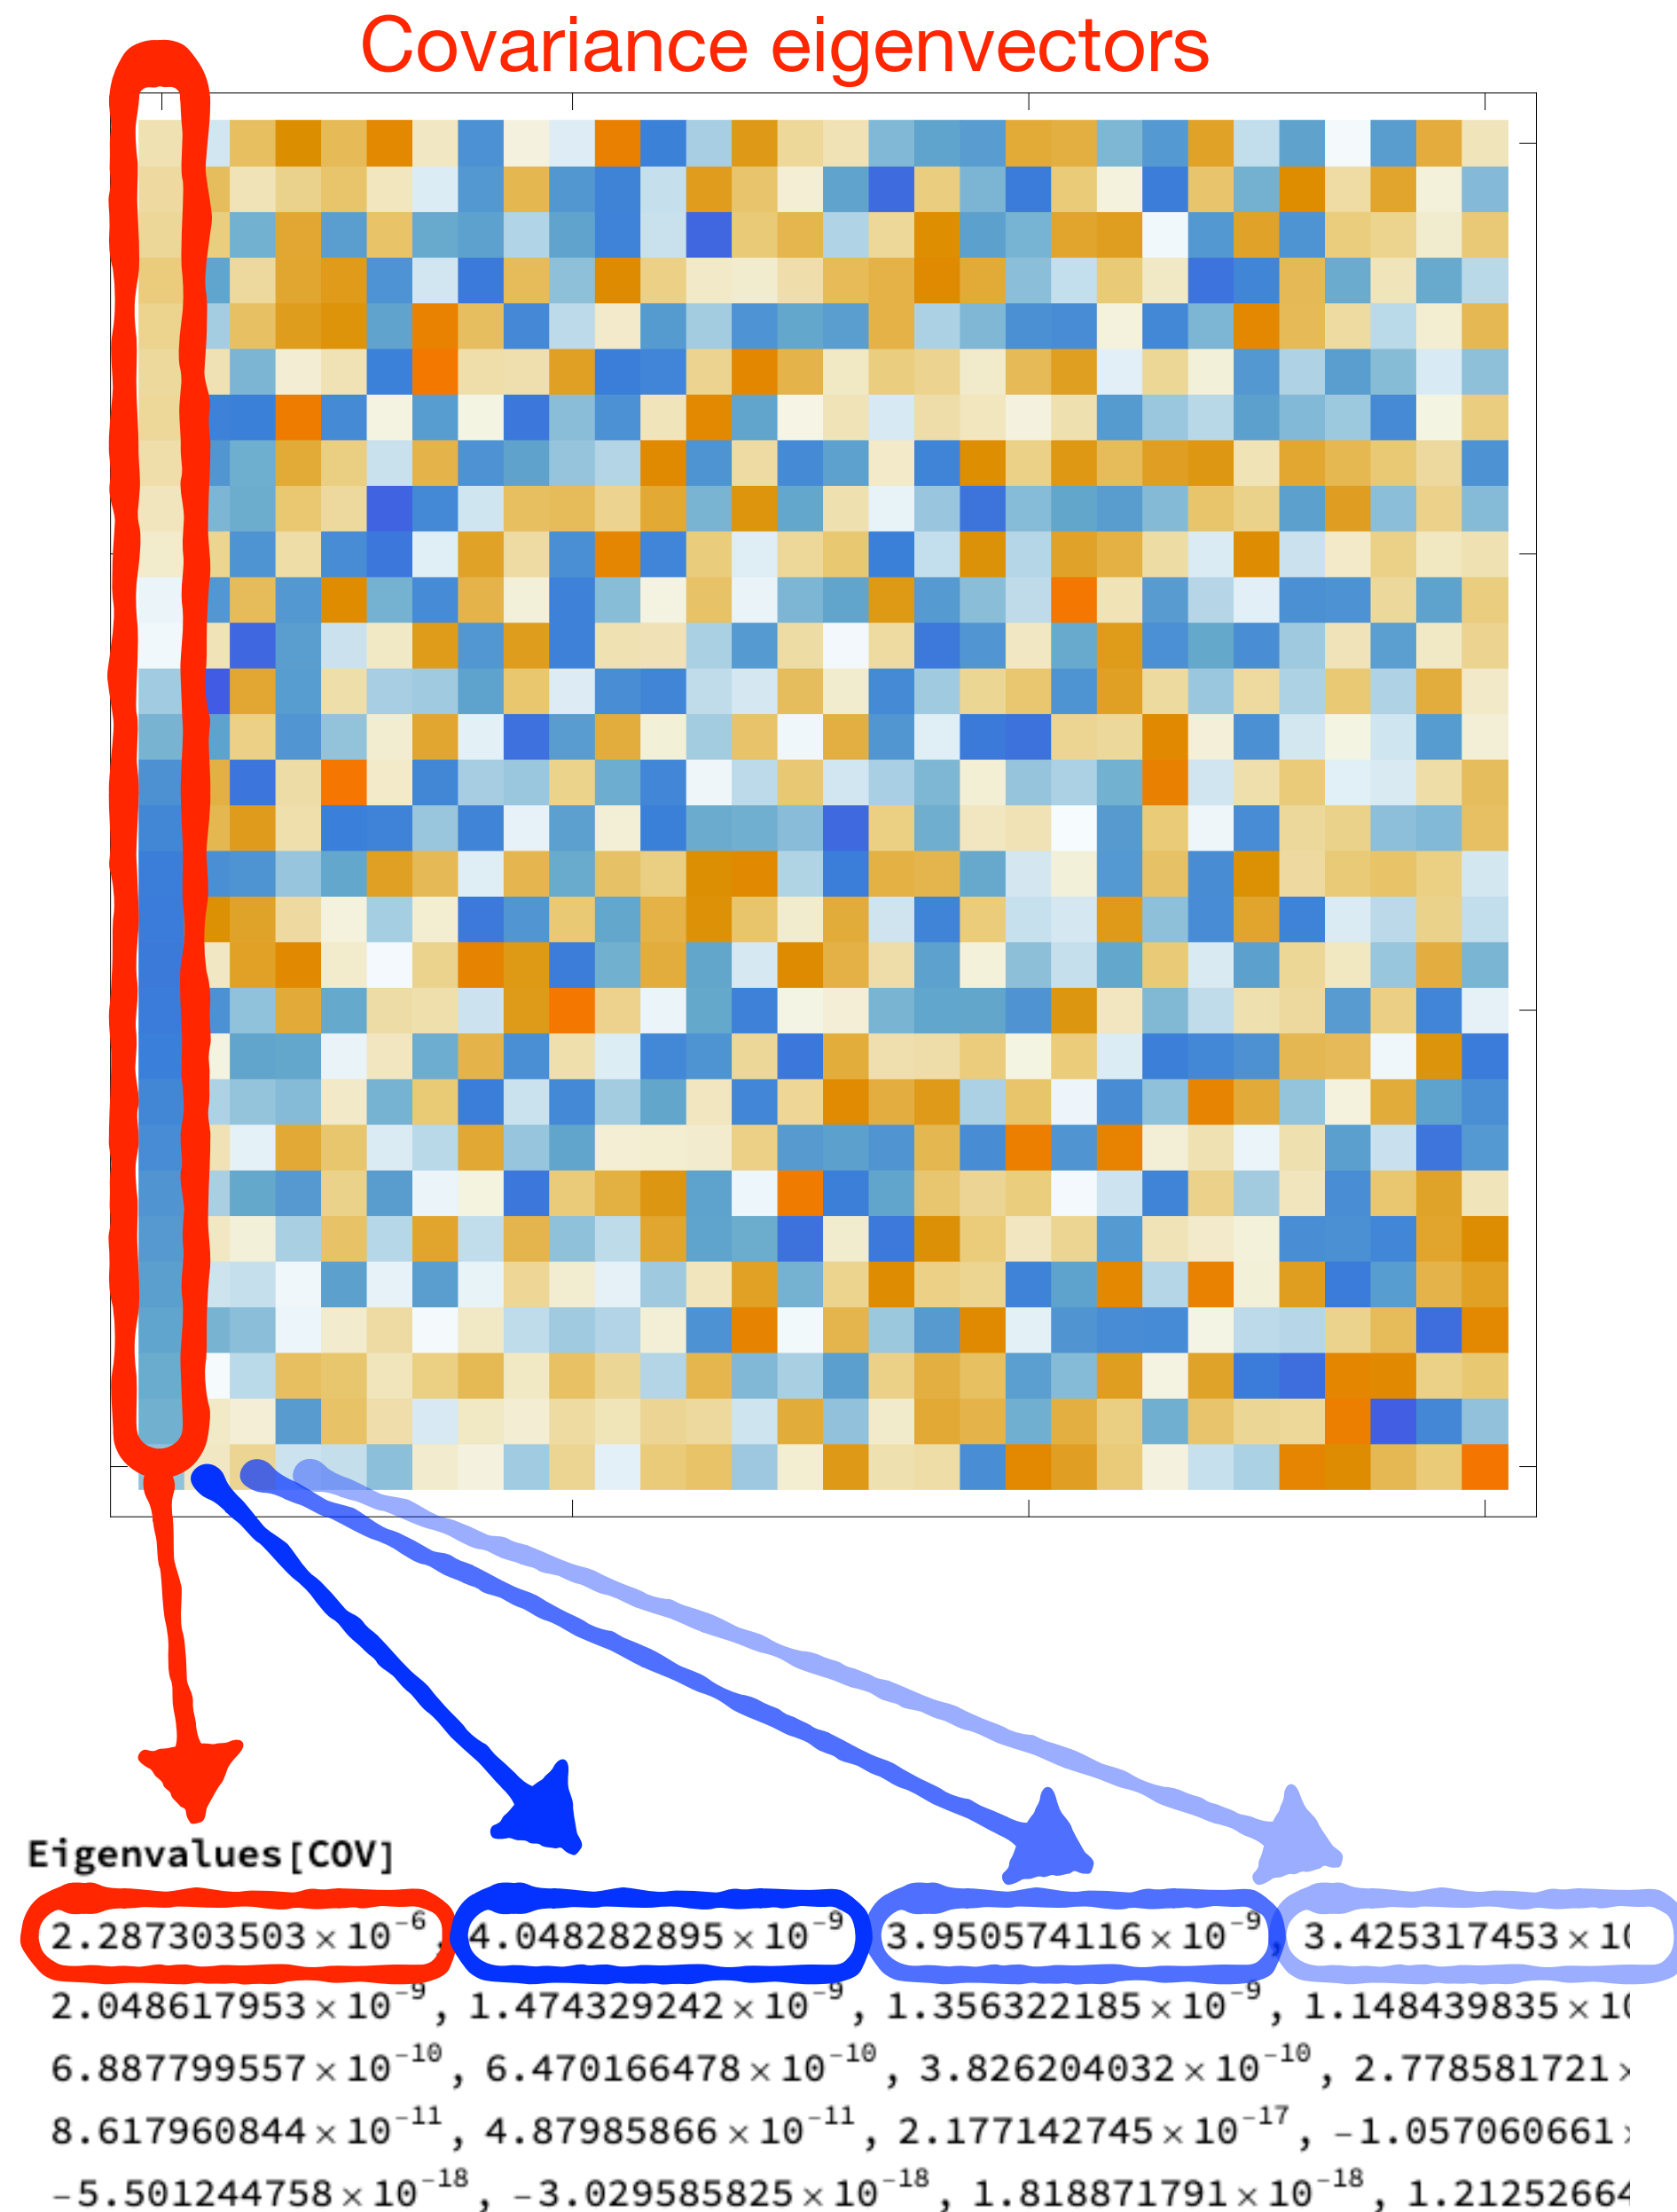 Covariance eigenvectors
Eigenvalues[COV]
2.287303503×10⁻⁶, 4.048282895×10⁻⁹, 3.950574116×10⁻⁹, 3.425317453×10
2.048617953×10⁻⁹, 1.474329242×10⁻⁹, 1.356322185×10⁻⁹, 1.148439835×10
6.887799557×10⁻¹⁰, 6.470166478×10⁻¹⁰, 3.826204032×10⁻¹⁰, 2.778581721×
8.617960844×10⁻¹¹, 4.87985866×10⁻¹¹, 2.177142745×10⁻¹⁷, -1.057060661×
-5.501244758×10⁻¹⁸, -3.029585825×10⁻¹⁸, 1.818871791×10⁻¹⁸, 1.21252664